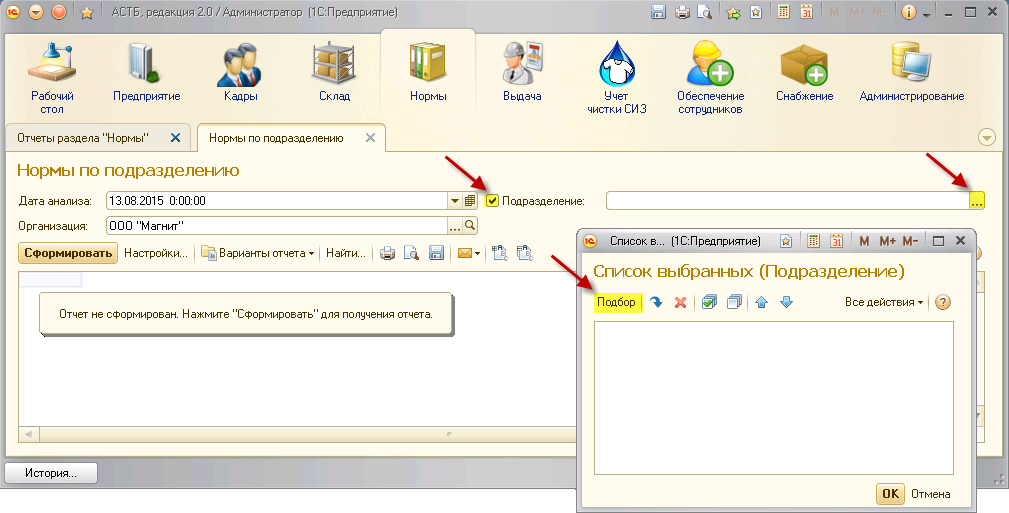 АСТБ, редакция 2.0 / Администратор (1С:Предприятие)
M M+ M-
Рабочий стол
Предприятие
Кадры
Склад
Нормы
Выдача
Учет чистки СИЗ
Обеспечение сотрудников
Снабжение
Администрирование
Отчеты раздела "Нормы"
Нормы по подразделению
Нормы по подразделению
Дата анализа: 13.08.2015 0:00:00 Подразделение: ...
Организация: ООО "Магнит" ...
Сформировать Настройки... Варианты отчета Найти...
Отчет не сформирован. Нажмите "Сформировать" для получения отчета.
История...
Список в... (1С:Предприятие) 31 M M+ M-
Список выбранных (Подразделение)
Подбор Все действия ?
OK Отмена